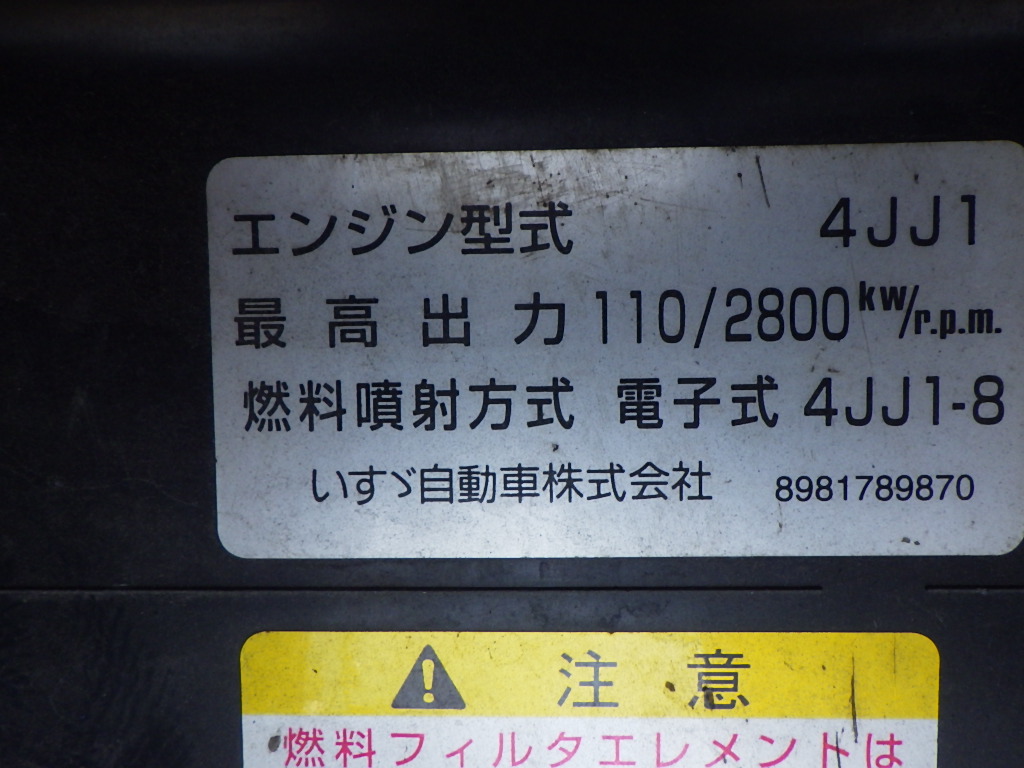 エンジン型式 4JJ1
最高出力 110/2800kw/r.p.m.
燃料噴射方式 電子式 4JJ1-8
いすゞ自動車株式会社 8981789870
注意
燃料フィルタエレメントは